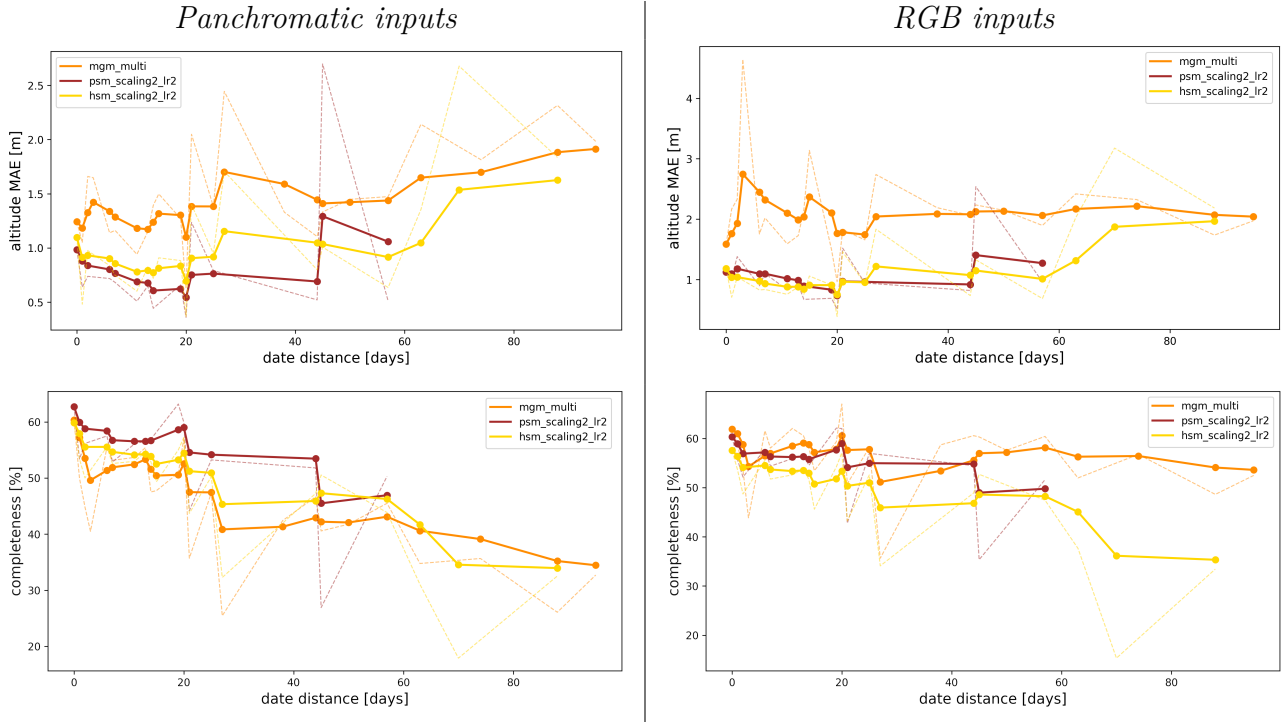 Panchromatic inputs
RGB inputs
mgm_multi
psm_scaling2_lr2
hsm_scaling2_lr2
altitude MAE [m]
2.5
2.0
1.5
1.0
0.5
0
20
40
60
80
date distance [days]
mgm_multi
psm_scaling2_lr2
hsm_scaling2_lr2
altitude MAE [m]
4
3
2
1
0
20
40
60
80
date distance [days]
mgm_multi
psm_scaling2_lr2
hsm_scaling2_lr2
completeness [%]
60
50
40
30
20
0
20
40
60
80
date distance [days]
mgm_multi
psm_scaling2_lr2
hsm_scaling2_lr2
completeness [%]
60
50
40
30
20
0
20
40
60
80
date distance [days]